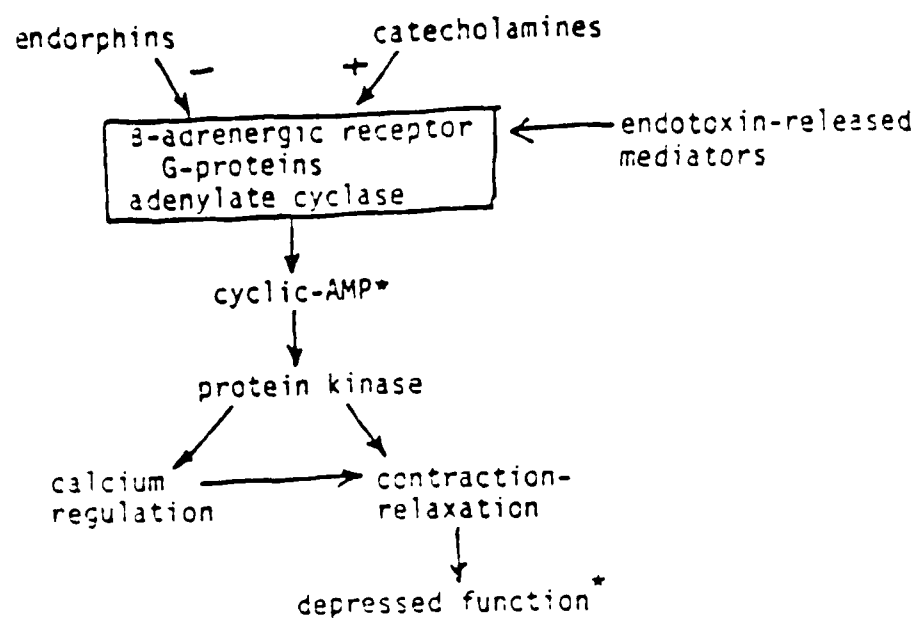 endorphins
catecholamines
–
+
β-adrenergic receptor
G-proteins
adenylate cyclase
endotoxin-released
mediators
cyclic-AMP*
protein kinase
calcium
regulation
contraction-
relaxation
depressed function*